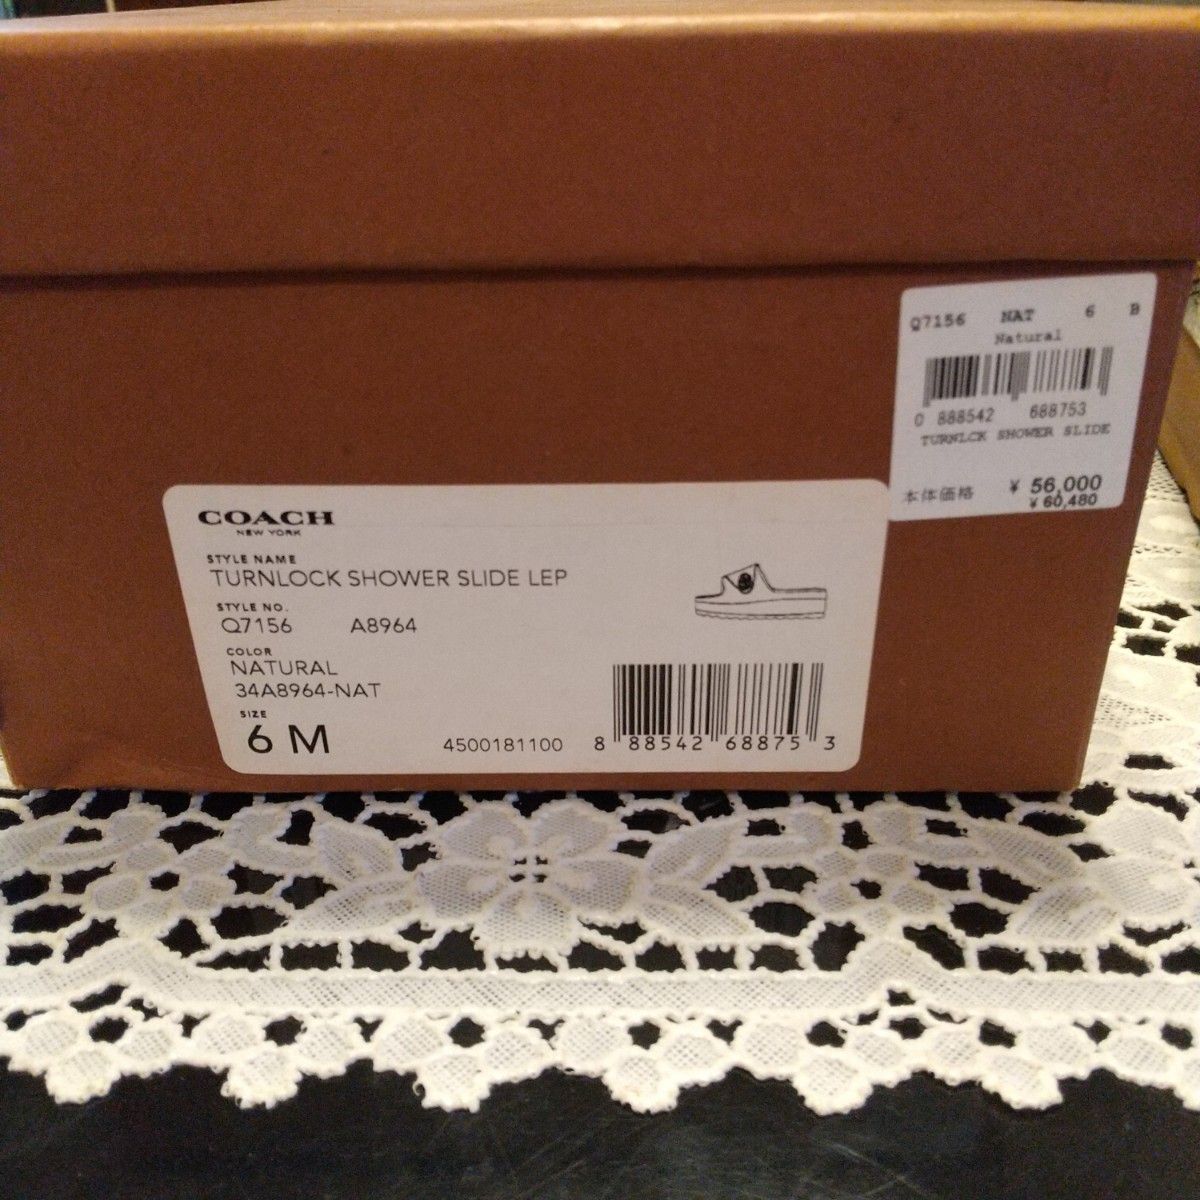 Q7156 NAT 6 B
Natural
0 888542 688753
TURNLCK SHOWER SLIDE
本体価格 ¥ 56,000
¥ 60,480
COACH
NEW YORK
STYLE NAME
TURNLOCK SHOWER SLIDE LEP
STYLE NO.
Q7156 A8964
COLOR
NATURAL
34A8964-NAT
SIZE
6 M 4500181100 8 88542 68875 3